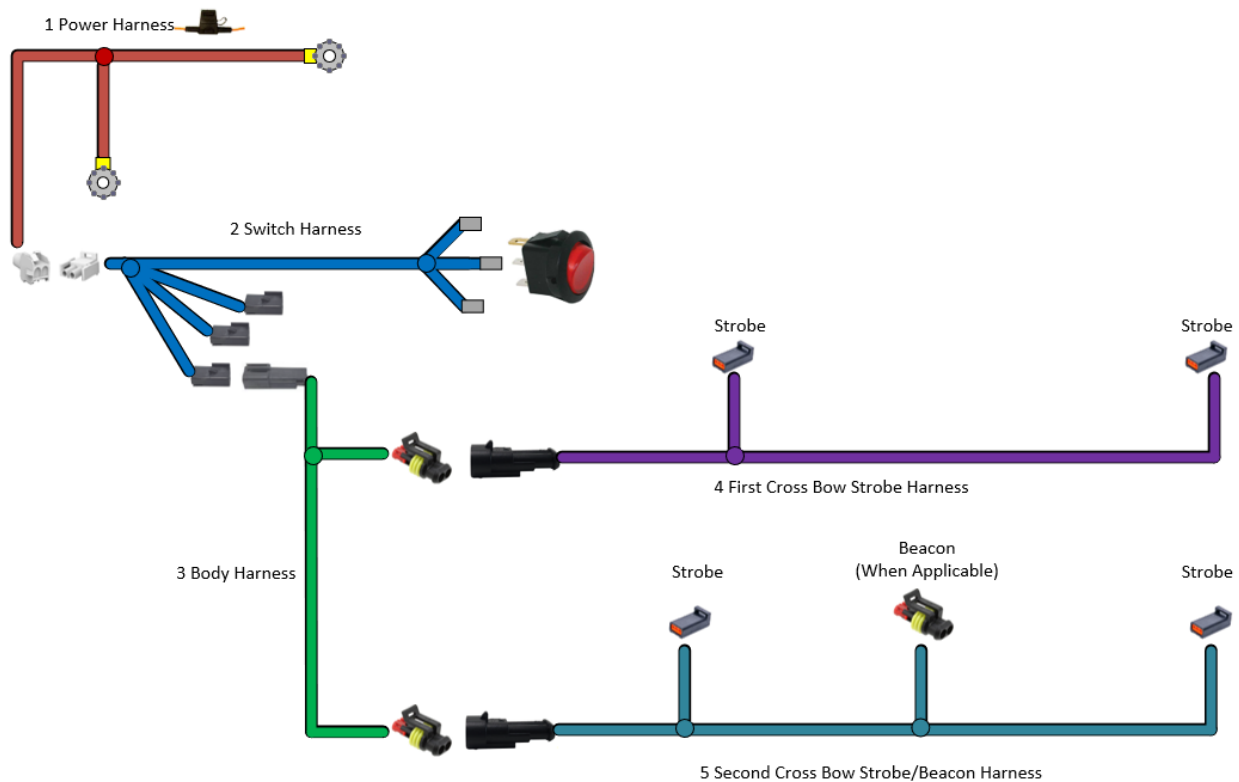 1 Power Harness
2 Switch Harness
Strobe
Strobe
4 First Cross Bow Strobe Harness
3 Body Harness
Strobe
Beacon
(When Applicable)
Strobe
5 Second Cross Bow Strobe/Beacon Harness